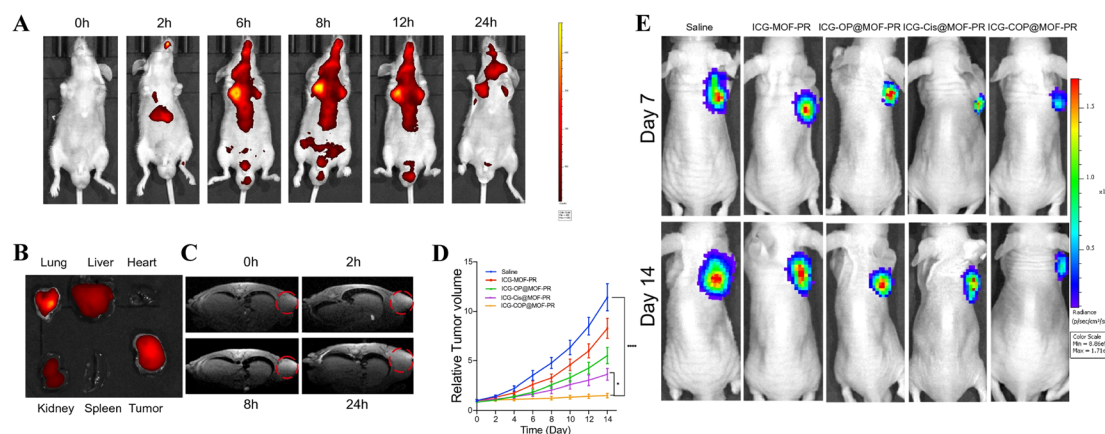 A
0h 2h 6h 8h 12h 24h
B
Lung Liver Heart
Kidney Spleen Tumor
C
0h 2h
8h 24h
D
Relative Tumor volume
15
10
5
0
0 2 4 6 8 10 12 14
Time (Day)
Saline
ICG-MOF-PR
ICG-OP@MOF-PR
ICG-Cis@MOF-PR
ICG-COP@MOF-PR
****
*
E
Saline ICG-MOF-PR ICG-OP@MOF-PR ICG-Cis@MOF-PR ICG-COP@MOF-PR
Day 7
Day 14
1.5
1.0
0.5
Radiance
(p/sec/cm²/s
Color Scale